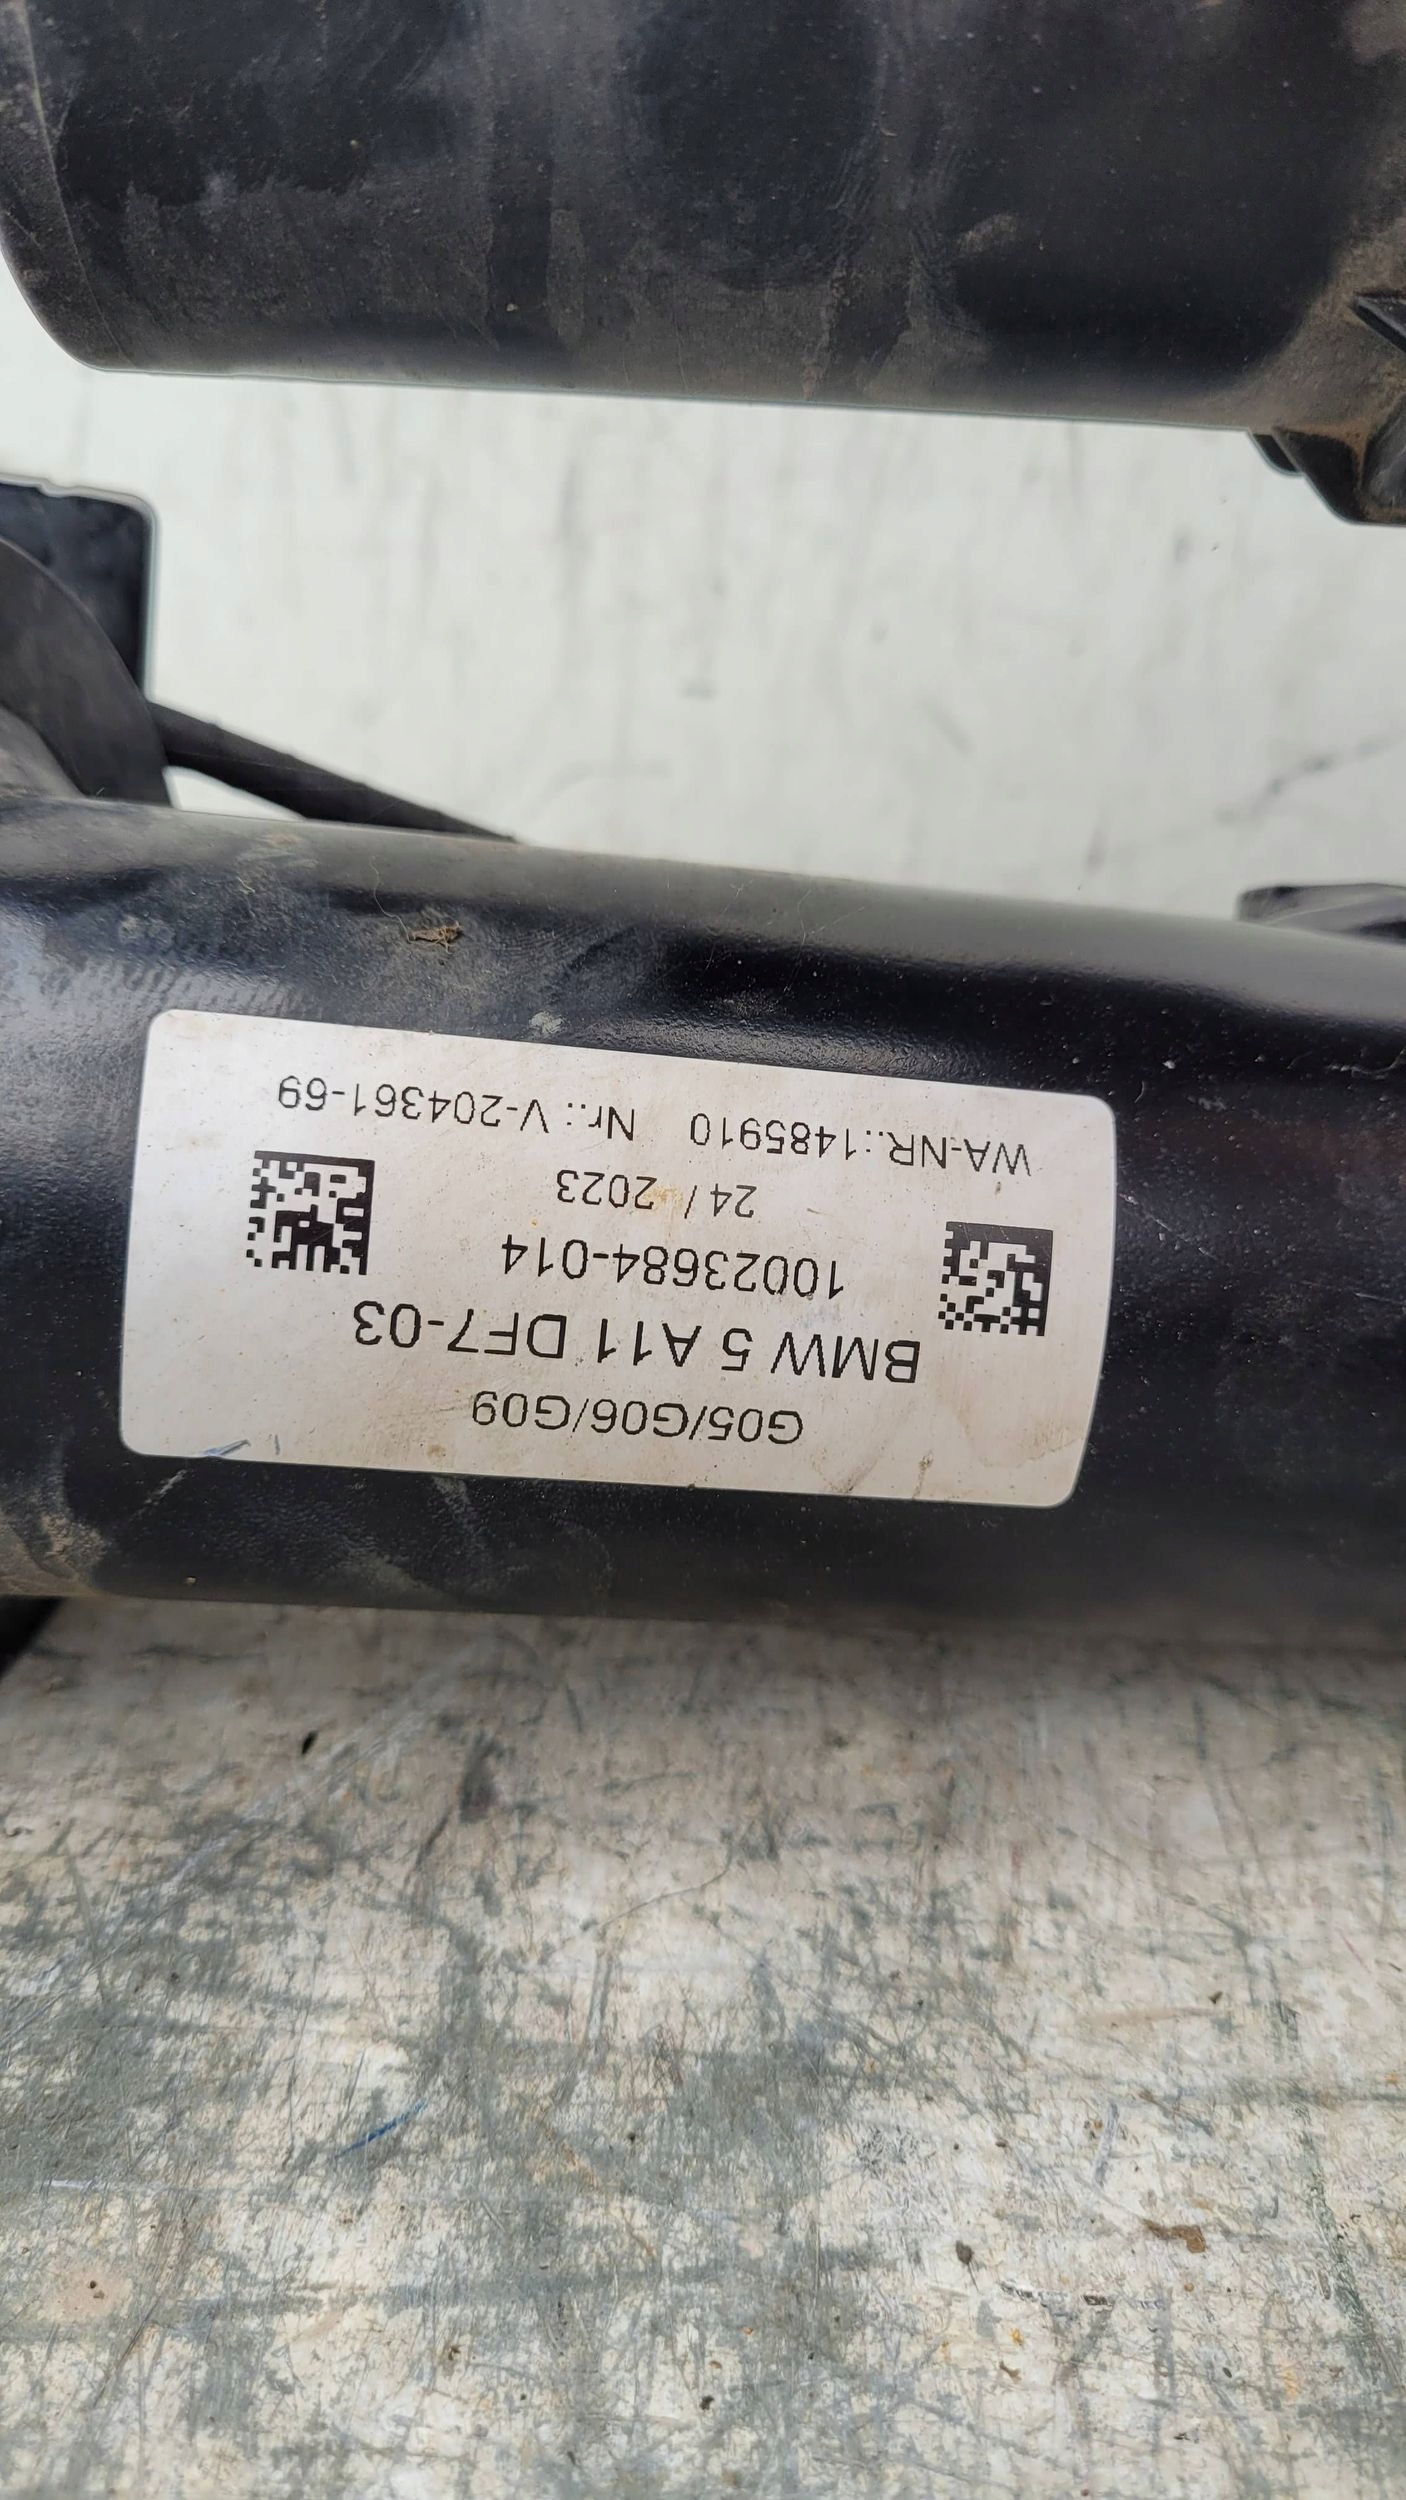 G05/G06/G09
BMW 5 A11 DF7-03
10023684-014
24 / 2023
WA-NR.:1485910 Nr.: V-204361-69